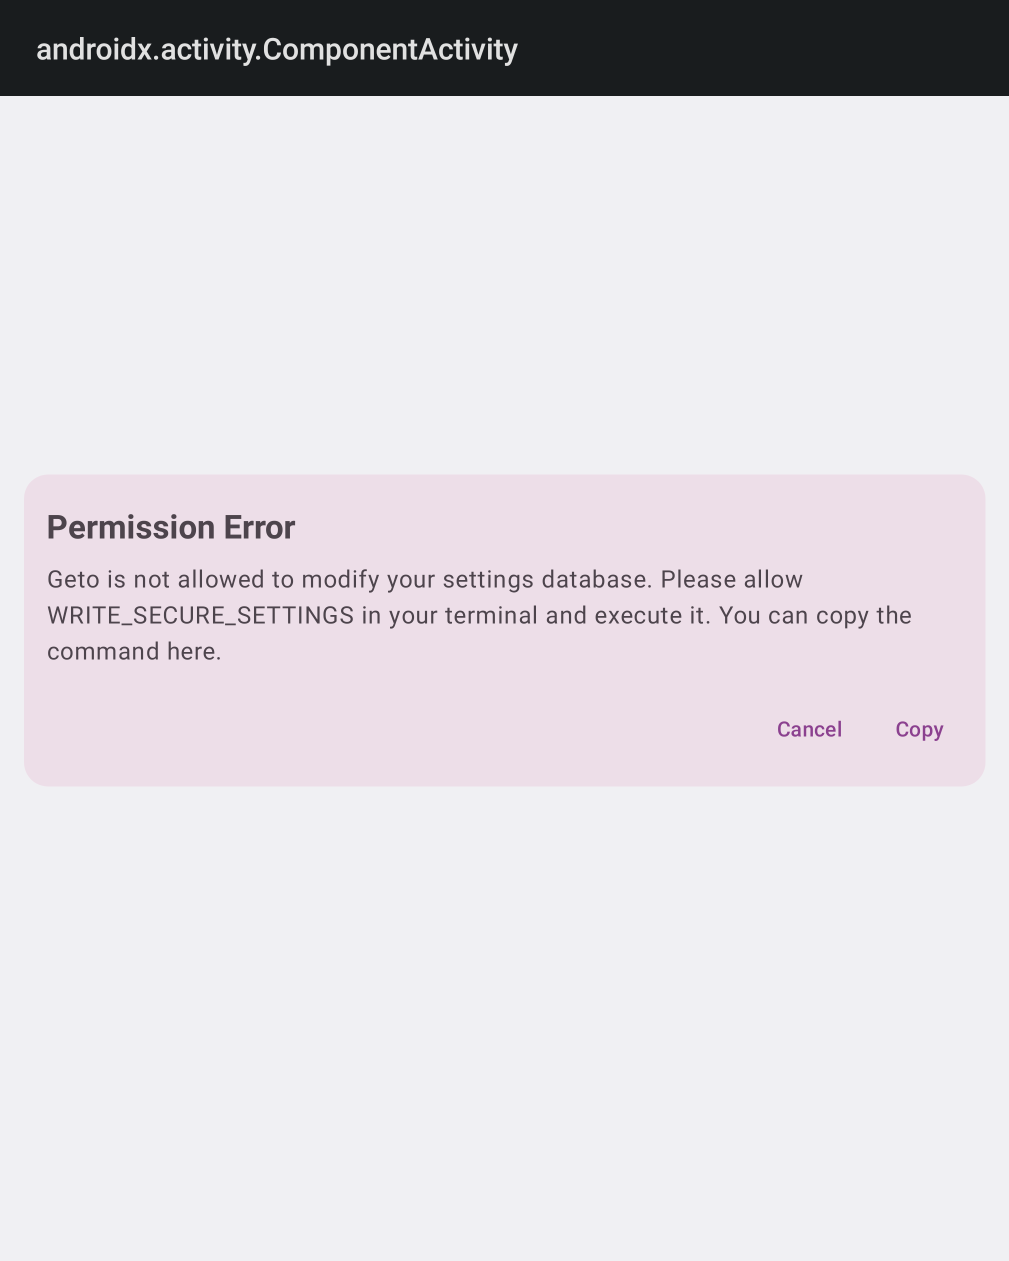 androidx.activity.ComponentActivity
Permission Error
Geto is not allowed to modify your settings database. Please allow
WRITE_SECURE_SETTINGS in your terminal and execute it. You can copy the
command here.
Cancel Copy